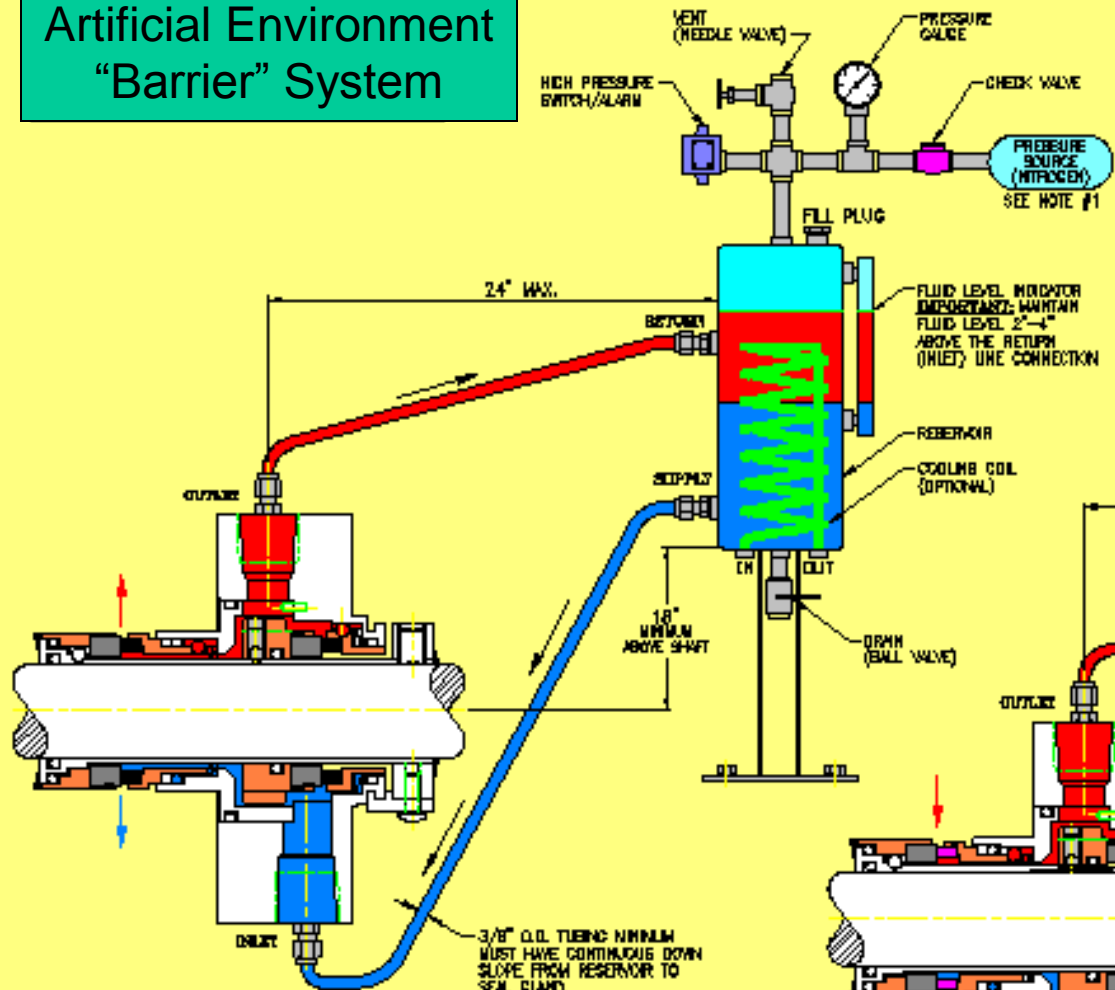 Artificial Environment
“Barrier” System
VENT
(NEEDLE VALVE)
PRESSURE
GAUGE
HIGH PRESSURE
SWITCH/ALARM
CHECK VALVE
PRESSURE
SOURCE
(NITROGEN)
SEE NOTE #1
FILL PLUG
24" MAX.
FLUID LEVEL INDICATOR
IMPORTANT: MAINTAIN
FLUID LEVEL 2"-4"
ABOVE THE RETURN
(INLET) LINE CONNECTION
RETURN
RESERVOIR
COOLING COIL
(OPTIONAL)
SUPPLY
OUTLET
IN
OUT
18"
MINIMUM
ABOVE SHAFT
DRAIN
(BALL VALVE)
OUTLET
INLET
3/8" O.D. TUBING MINIMUM
MUST HAVE CONTINUOUS DOWN
SLOPE FROM RESERVOIR TO
SEAL GLAND